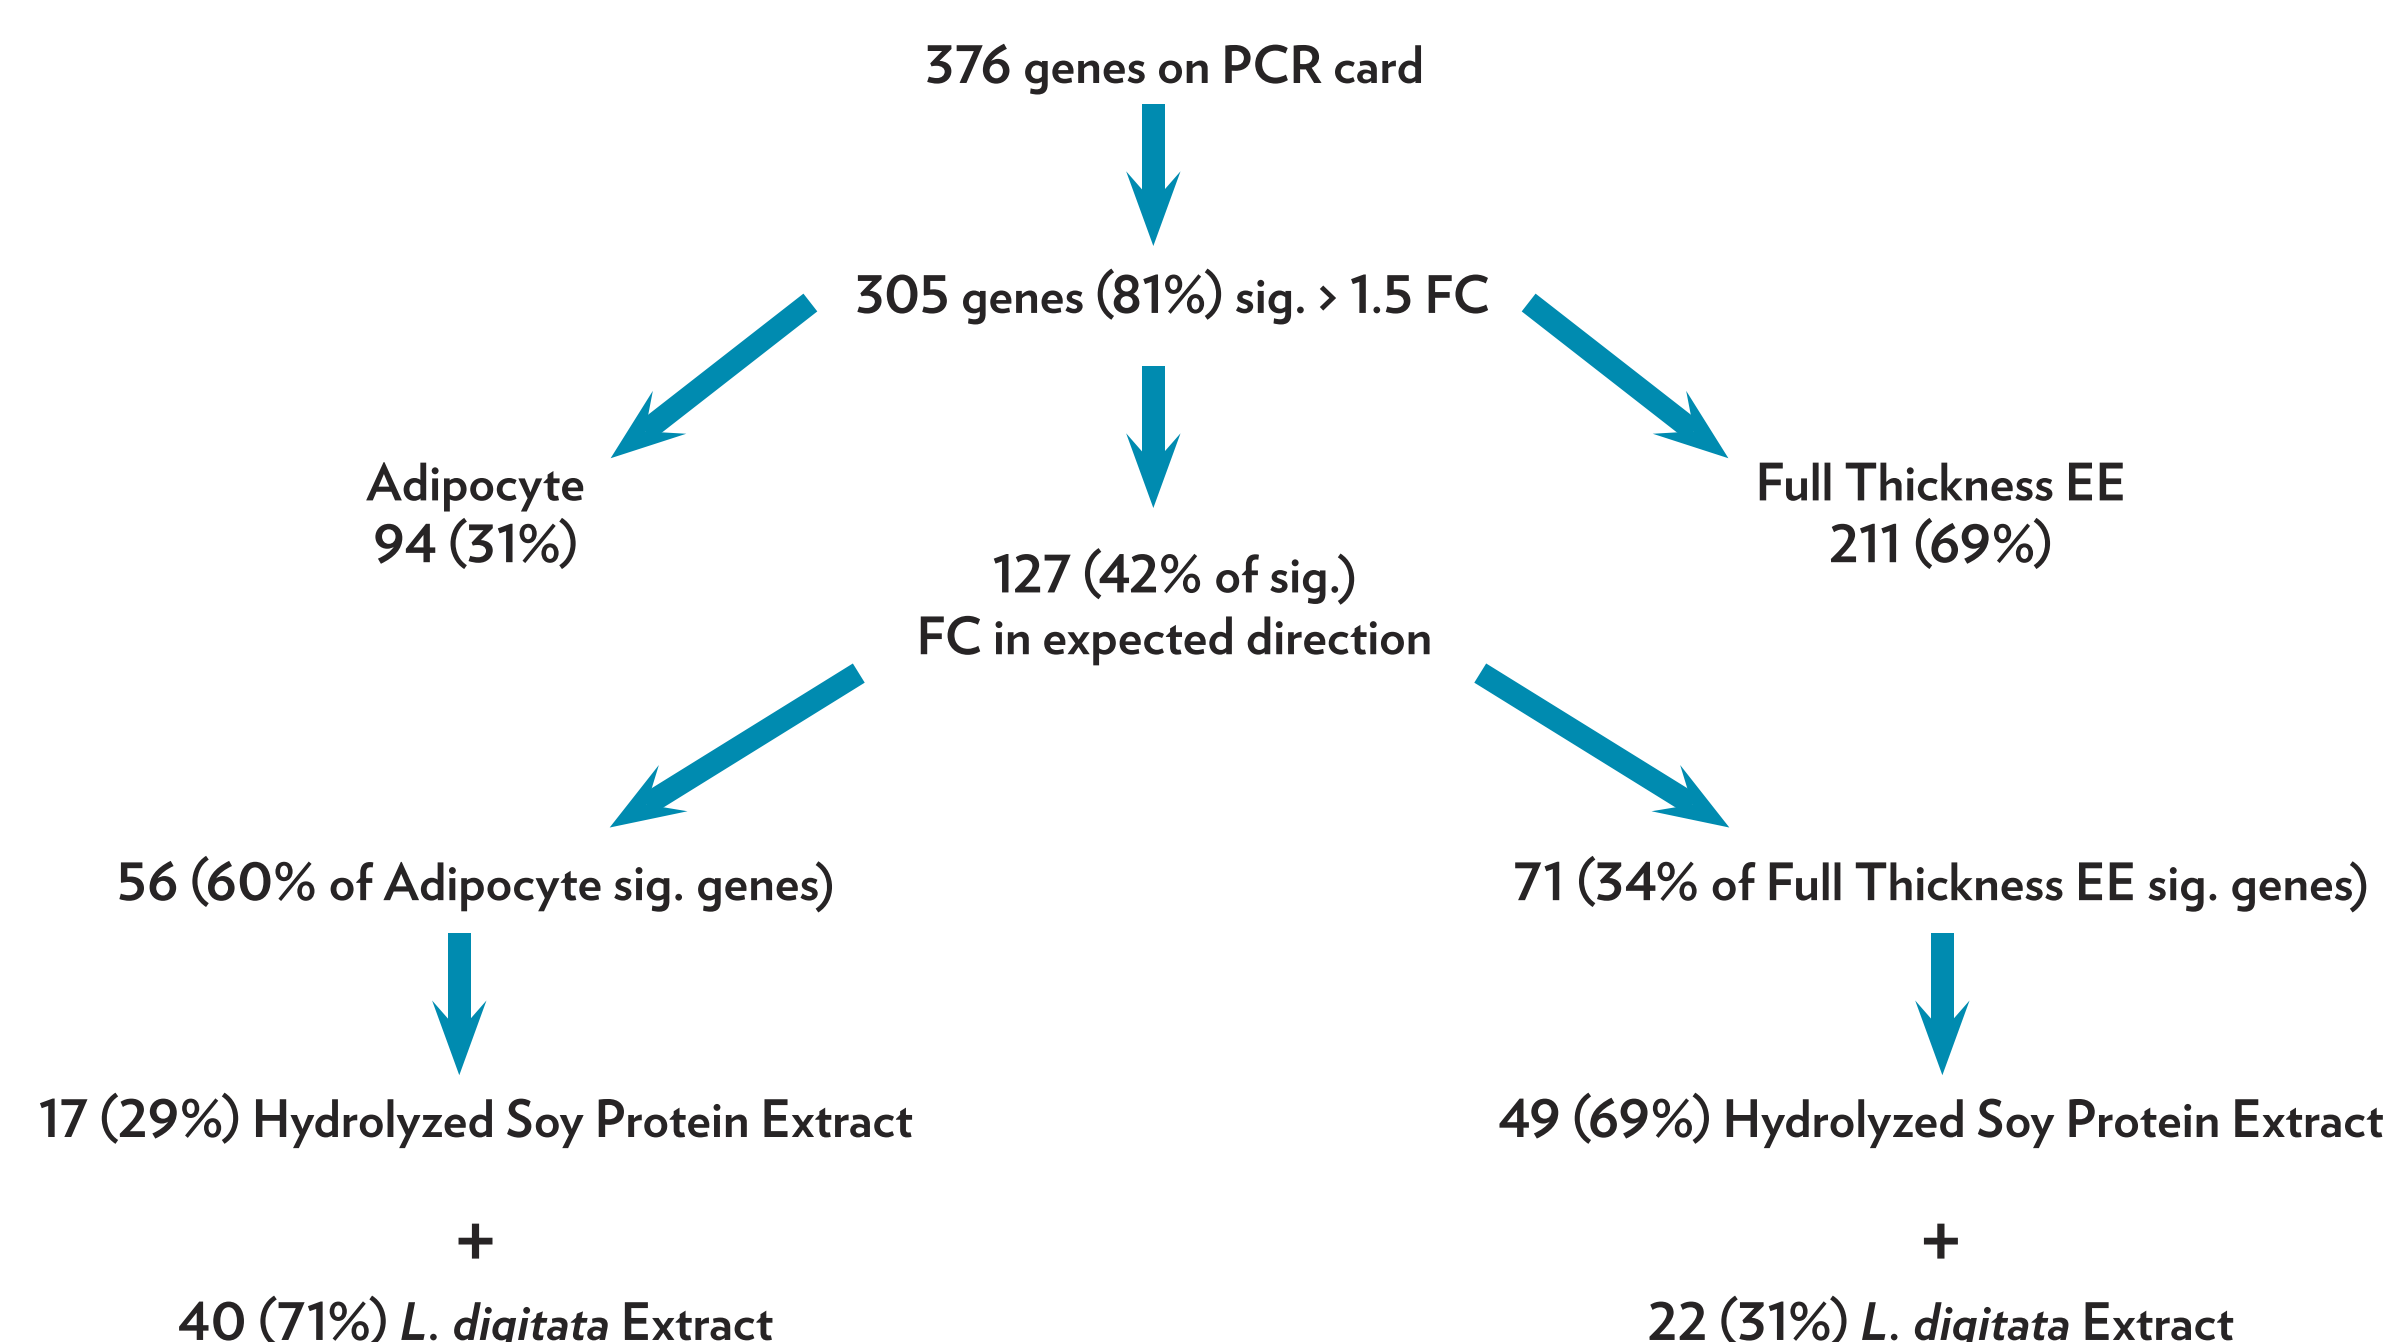 376 genes on PCR card
305 genes (81%) sig. > 1.5 FC
Adipocyte
94 (31%)
Full Thickness EE
211 (69%)
127 (42% of sig.)
FC in expected direction
56 (60% of Adipocyte sig. genes)
71 (34% of Full Thickness EE sig. genes)
17 (29%) Hydrolyzed Soy Protein Extract
+
40 (71%) L. digitata Extract
49 (69%) Hydrolyzed Soy Protein Extract
+
22 (31%) L. digitata Extract